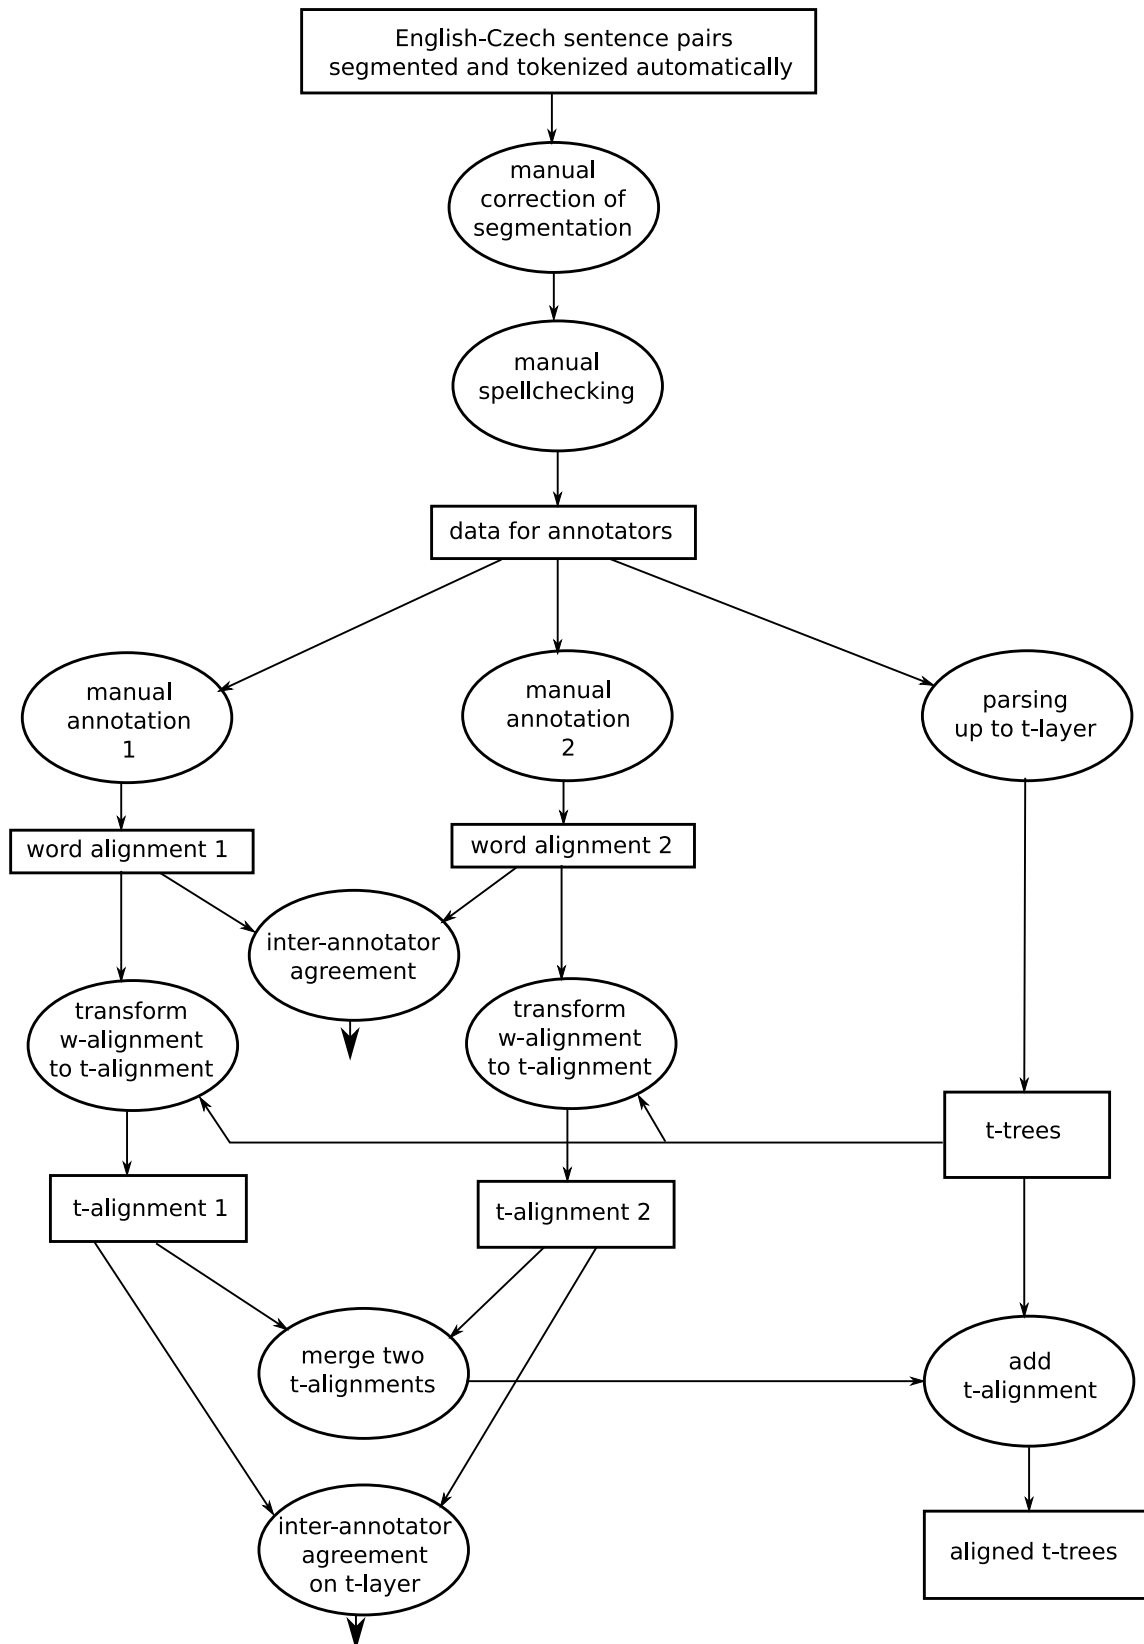 English-Czech sentence pairs
segmented and tokenized automatically
manual
correction of
segmentation
manual
spellchecking
data for annotators
manual
annotation
1
manual
annotation
2
parsing
up to t-layer
word alignment 1
word alignment 2
inter-annotator
agreement
transform
w-alignment
to t-alignment
transform
w-alignment
to t-alignment
t-trees
t-alignment 1
t-alignment 2
merge two
t-alignments
add
t-alignment
inter-annotator
agreement
on t-layer
aligned t-trees